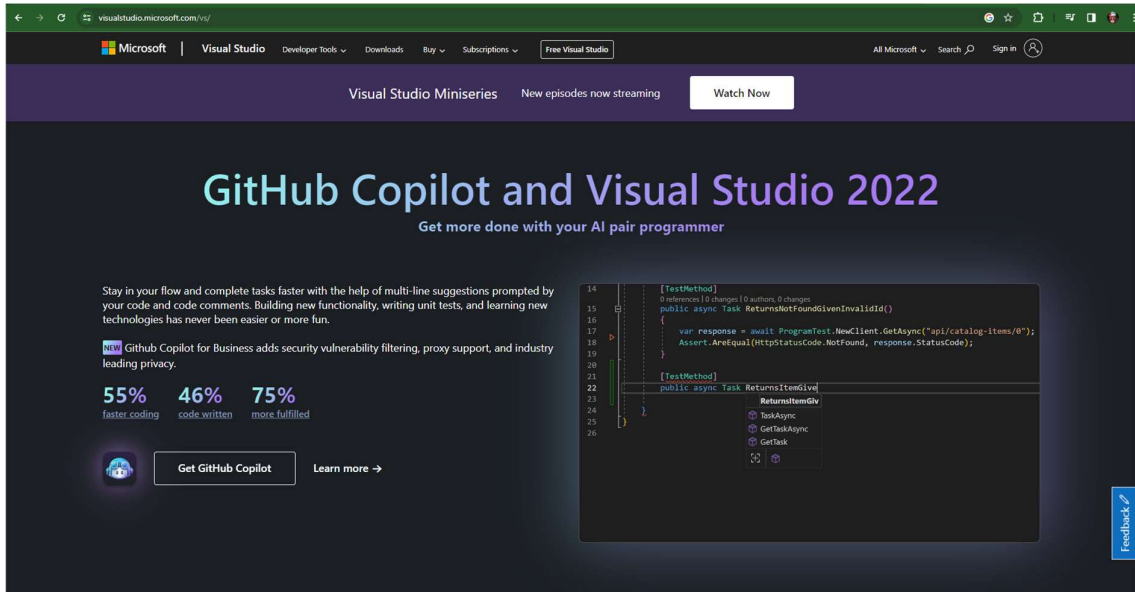 visualstudio.microsoft.com/vs/
Microsoft | Visual Studio Developer Tools Downloads Buy Subscriptions Free Visual Studio All Microsoft Search Sign in
Visual Studio Miniseries New episodes now streaming Watch Now
GitHub Copilot and Visual Studio 2022
Get more done with your AI pair programmer
Stay in your flow and complete tasks faster with the help of multi-line suggestions prompted by
your code and code comments. Building new functionality, writing unit tests, and learning new
technologies has never been easier or more fun.
NEW Github Copilot for Business adds security vulnerability filtering, proxy support, and industry
leading privacy.
55% 46% 75%
faster coding code written more fulfilled
Get GitHub Copilot Learn more →
14 [TestMethod]
0 references | 0 changes | 0 authors, 0 changes
15 public async Task ReturnsNotFoundGivenInvalidId()
16 {
17 var response = await ProgramTest.NewClient.GetAsync("api/catalog-items/0");
18 Assert.AreEqual(HttpStatusCode.NotFound, response.StatusCode);
19 }
20
21 [TestMethod]
22 public async Task ReturnsItemGive
23 ReturnsItemGiv
24 }
TaskAsync
25 }
GetTaskAsync
26
GetTask
Feedback